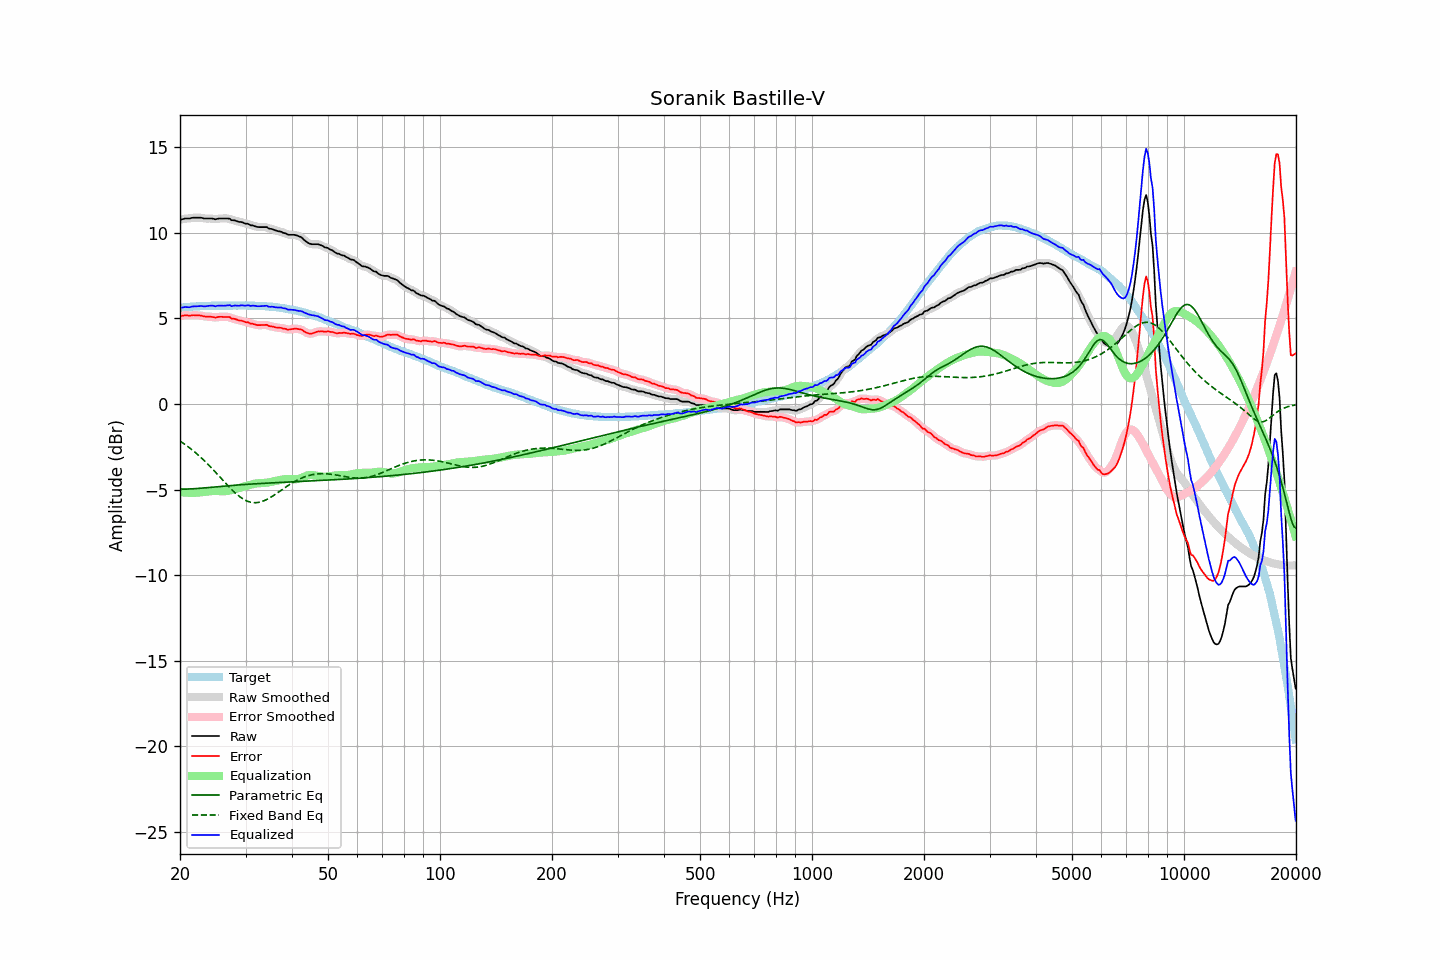 Soranik Bastille-V
15
10
5
0
−5
−10
−15
−20
−25
Amplitude (dBr)
Target
Raw Smoothed
Error Smoothed
Raw
Error
Equalization
Parametric Eq
Fixed Band Eq
Equalized
20 50 100 200 500 1000 2000 5000 10000 20000
Frequency (Hz)